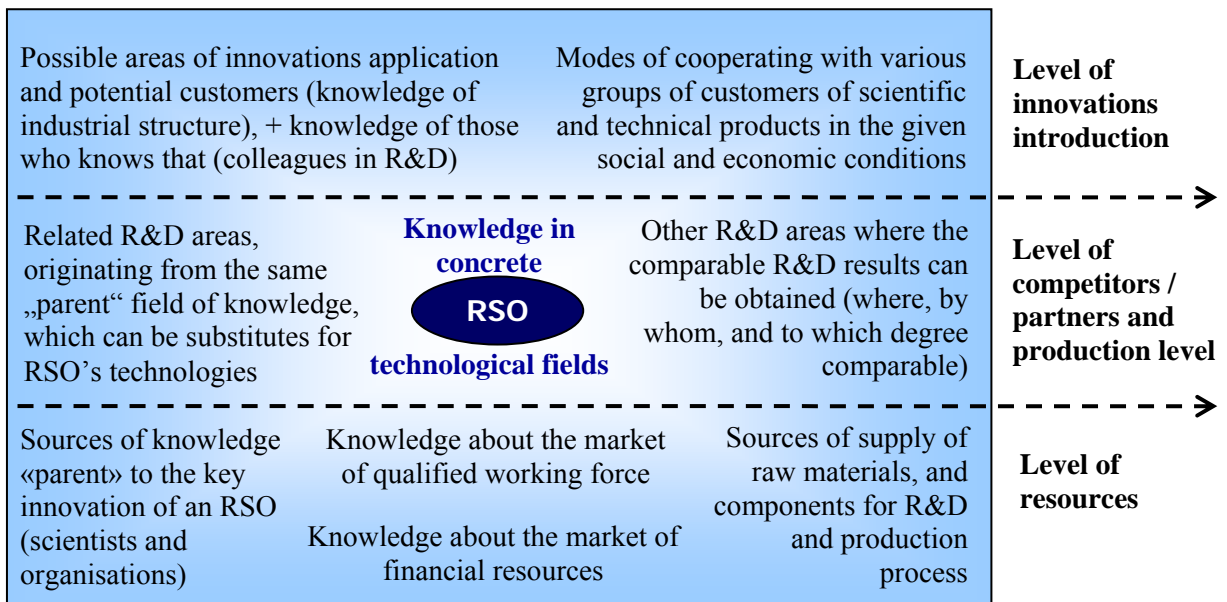 Possible areas of innovations application
and potential customers (knowledge of
industrial structure), + knowledge of those
who knows that (colleagues in R&D)
Modes of cooperating with various
groups of customers of scientific
and technical products in the given
social and economic conditions
Level of
innovations
introduction
Related R&D areas,
originating from the same
„parent“ field of knowledge,
which can be substitutes for
RSO’s technologies
Knowledge in
concrete
RSO
technological fields
Other R&D areas where the
comparable R&D results can
be obtained (where, by
whom, and to which degree
comparable)
Level of
competitors /
partners and
production level
Sources of knowledge
«parent» to the key
innovation of an RSO
(scientists and
organisations)
Knowledge about the market
of qualified working force
Knowledge about the market of
financial resources
Sources of supply of
raw materials, and
components for R&D
and production
process
Level of
resources